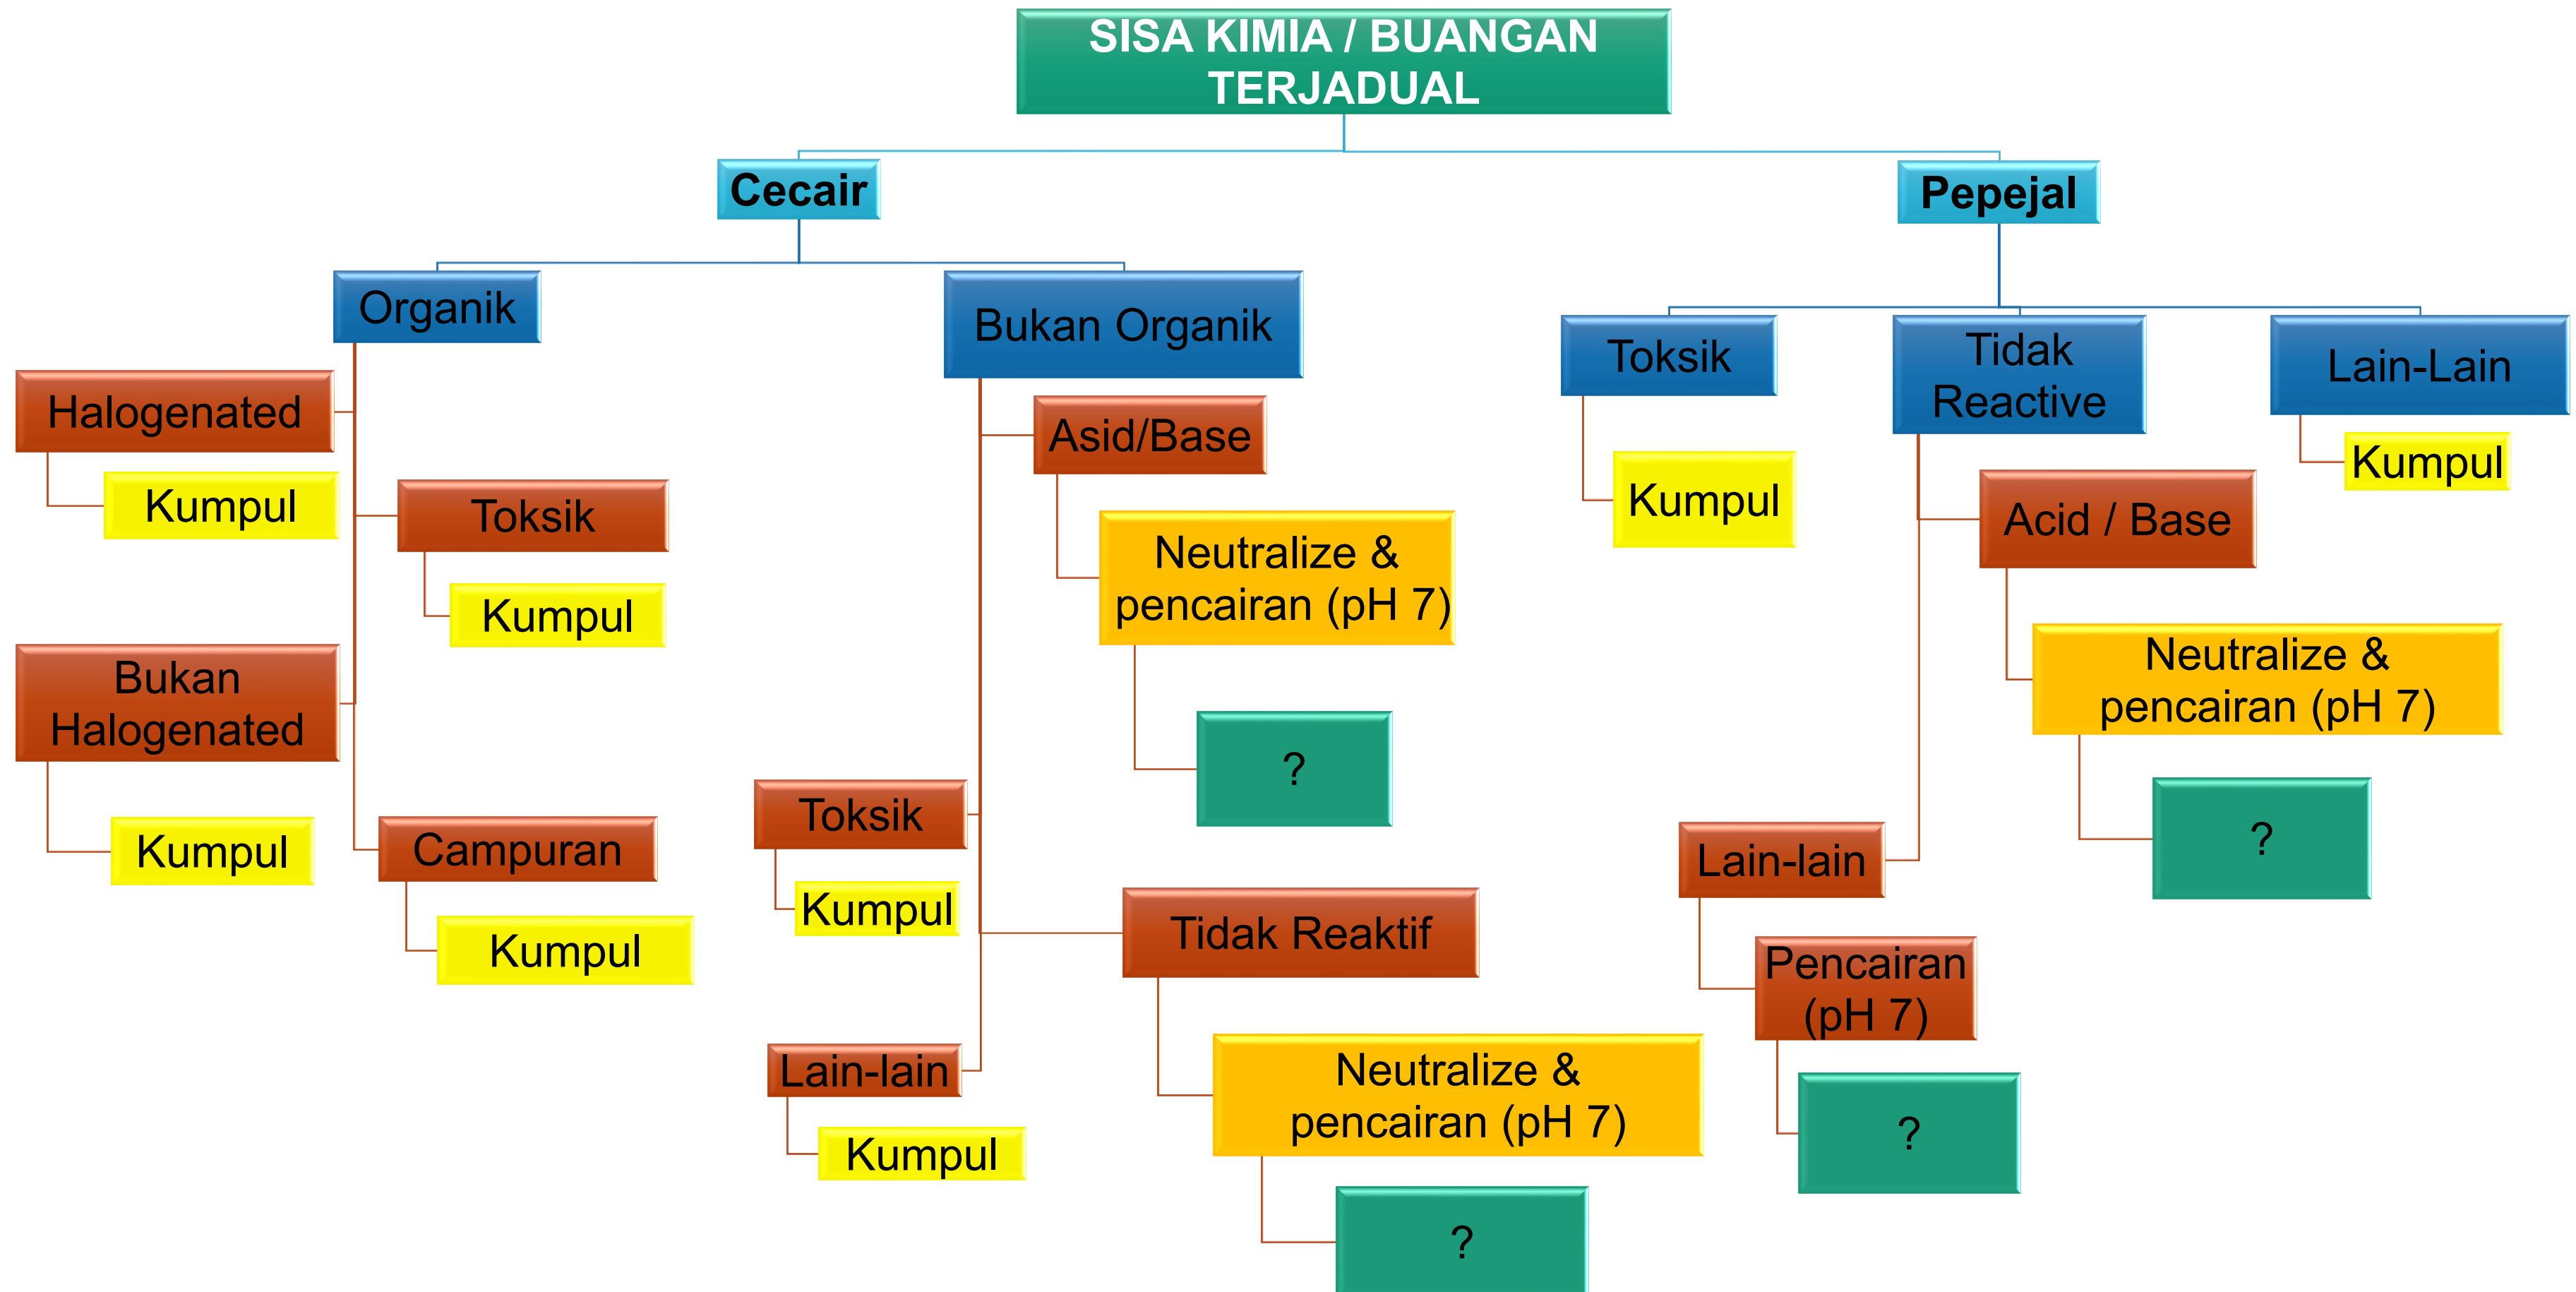 SISA KIMIA / BUANGAN
TERJADUAL
Cecair
Organik
Halogenated
Kumpul
Toksik
Kumpul
Bukan
Halogenated
Kumpul
Campuran
Kumpul
Bukan Organik
Asid/Base
Neutralize &
pencairan (pH 7)
?
Toksik
Kumpul
Tidak Reaktif
Neutralize &
pencairan (pH 7)
?
Lain-lain
Kumpul
Pepejal
Toksik
Kumpul
Tidak
Reactive
Acid / Base
Neutralize &
pencairan (pH 7)
?
Lain-lain
Pencairan
(pH 7)
?
Lain-Lain
Kumpul